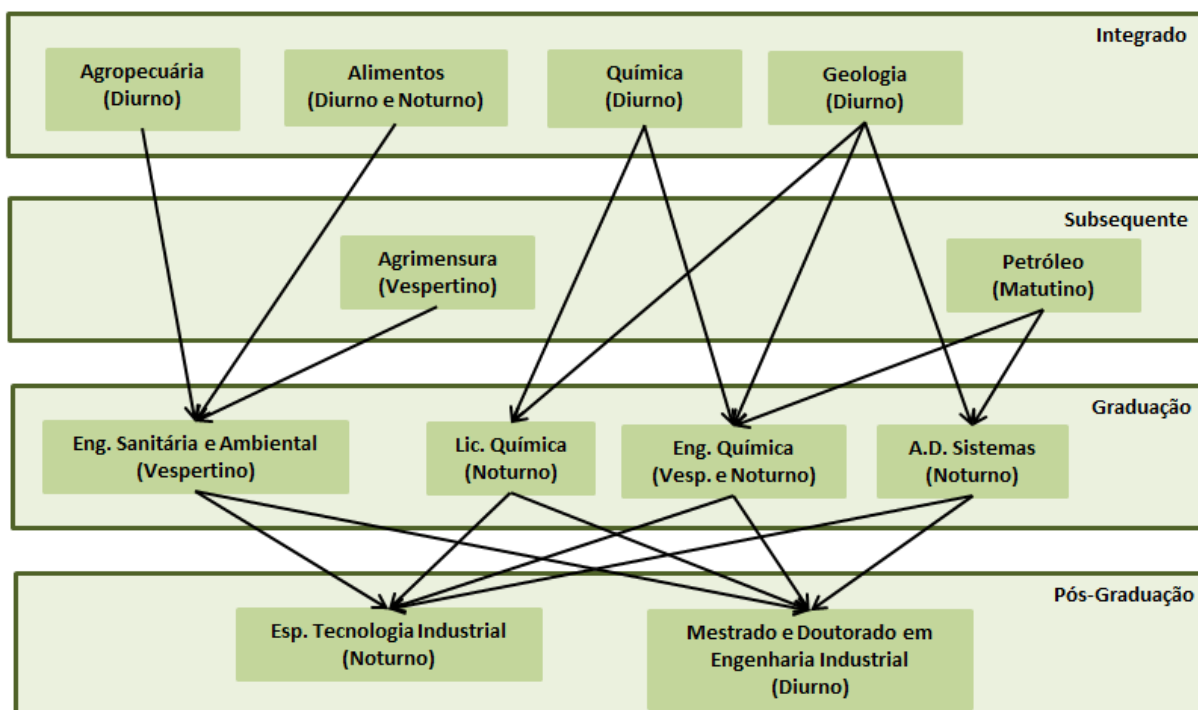 Integrado
Agropecuária
(Diurno)
Alimentos
(Diurno e Noturno)
Química
(Diurno)
Geologia
(Diurno)
Subsequente
Agrimensura
(Vespertino)
Petróleo
(Matutino)
Graduação
Eng. Sanitária e Ambiental
(Vespertino)
Lic. Química
(Noturno)
Eng. Química
(Vesp. e Noturno)
A.D. Sistemas
(Noturno)
Pós-Graduação
Esp. Tecnologia Industrial
(Noturno)
Mestrado e Doutorado em
Engenharia Industrial
(Diurno)